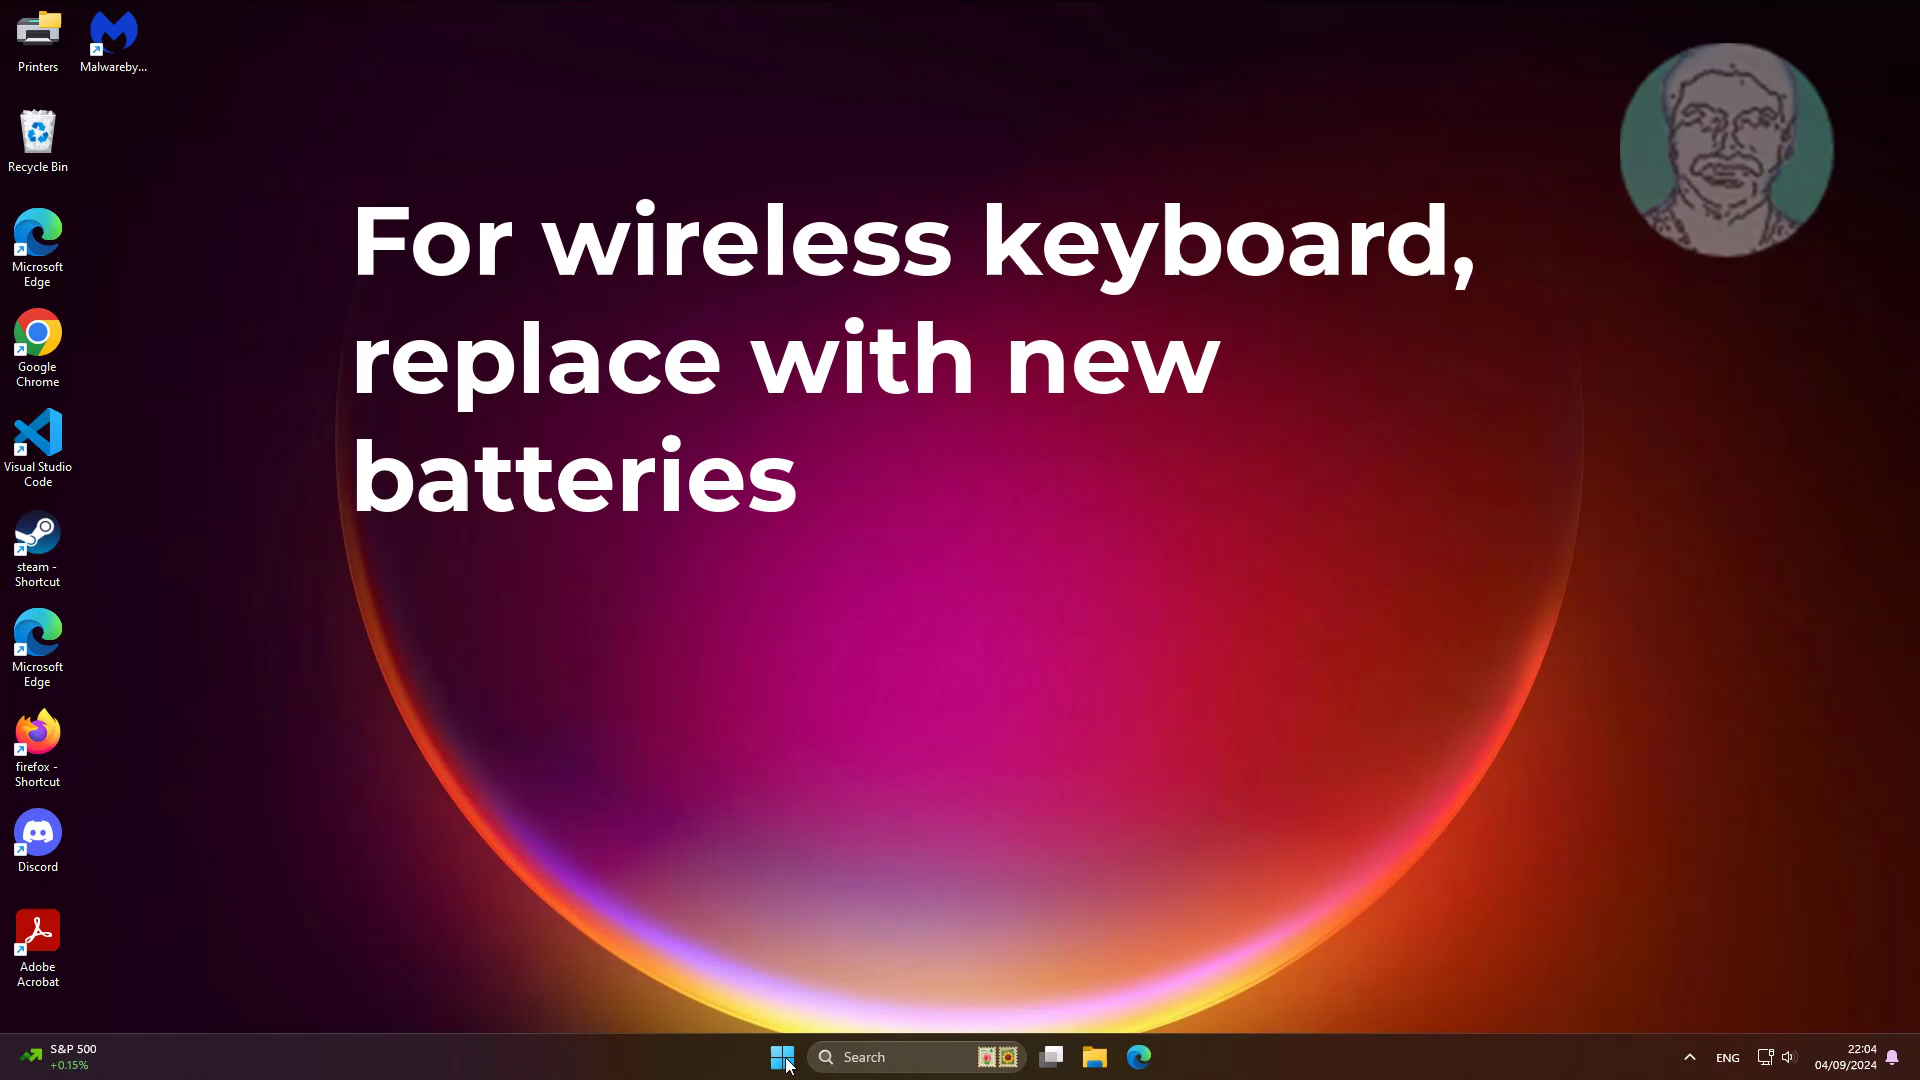 Printers
Malwareby...
Recycle Bin
Microsoft
Edge
Google
Chrome
Visual Studio
Code
steam -
Shortcut
Microsoft
Edge
firefox -
Shortcut
Discord
Adobe
Acrobat
For wireless keyboard,
replace with new
batteries
S&P 500
+0.15%
Search
ENG
22:04
04/09/2024